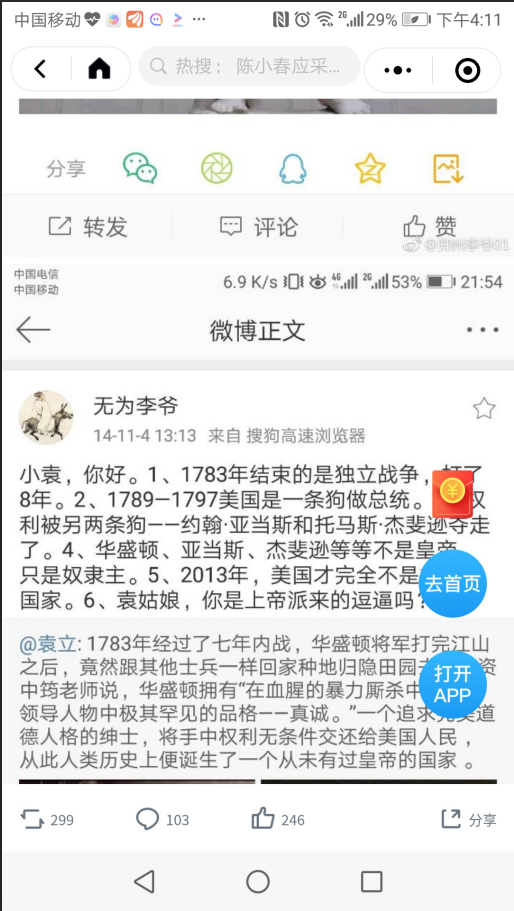 中国移动 29% 下午4:11
热搜： 陈小春应采...
分享
转发 评论 赞
@郑州李爷01
中国电信
中国移动
6.9 K/s 4G 2G 53% 21:54
微博正文
无为李爷
14-11-4 13:13 来自 搜狗高速浏览器
小袁，你好。1、1783年结束的是独立战争，打了
8年。2、1789—1797美国是一条狗做总统。 权
利被另两条狗——约翰·亚当斯和托马斯·杰斐逊夺走
了。4、华盛顿、亚当斯、杰斐逊等等不是皇帝
只是奴隶主。5、2013年，美国才完全不是
国家。6、袁姑娘，你是上帝派来的逗逼吗？
去首页
@袁立: 1783年经过了七年内战，华盛顿将军打完江山
之后，竟然跟其他士兵一样回家种地归隐田园 资
中筠老师说，华盛顿拥有“在血腥的暴力厮杀中
领导人物中极其罕见的品格——真诚。”一个追求完美道
德人格的绅士，将手中权利无条件交还给美国人民，
从此人类历史上便诞生了一个从未有过皇帝的国家 。
打开
APP
299 103 246 分享